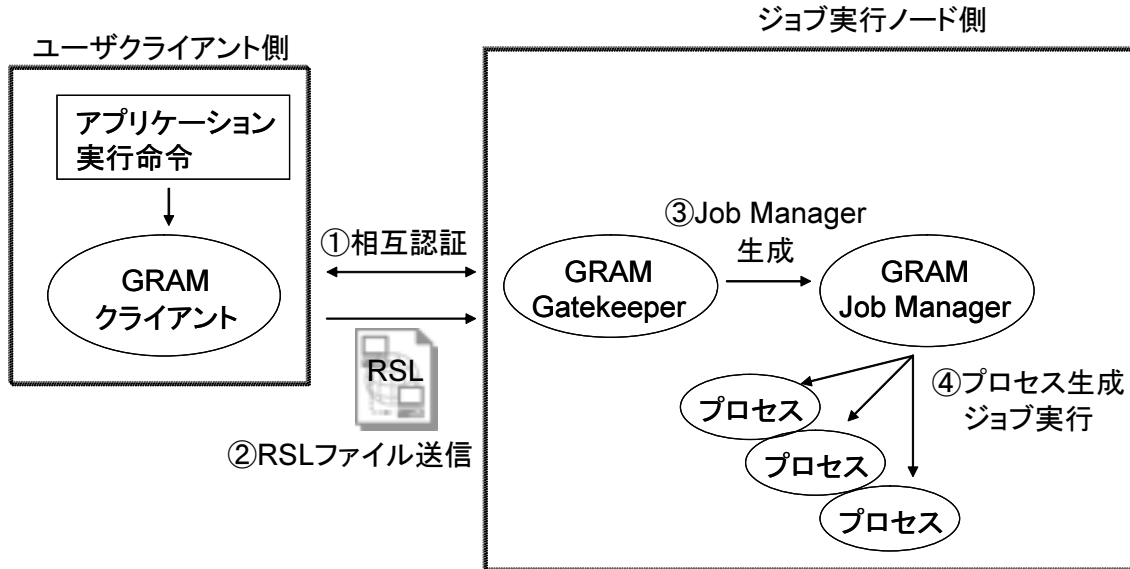 ジョブ実行ノード側
ユーザクライアント側
アプリケーション
実行命令
GRAM
クライアント
①相互認証
RSL
②RSLファイル送信
GRAM
Gatekeeper
③Job Manager
生成
GRAM
Job Manager
④プロセス生成
ジョブ実行
プロセス
プロセス
プロセス